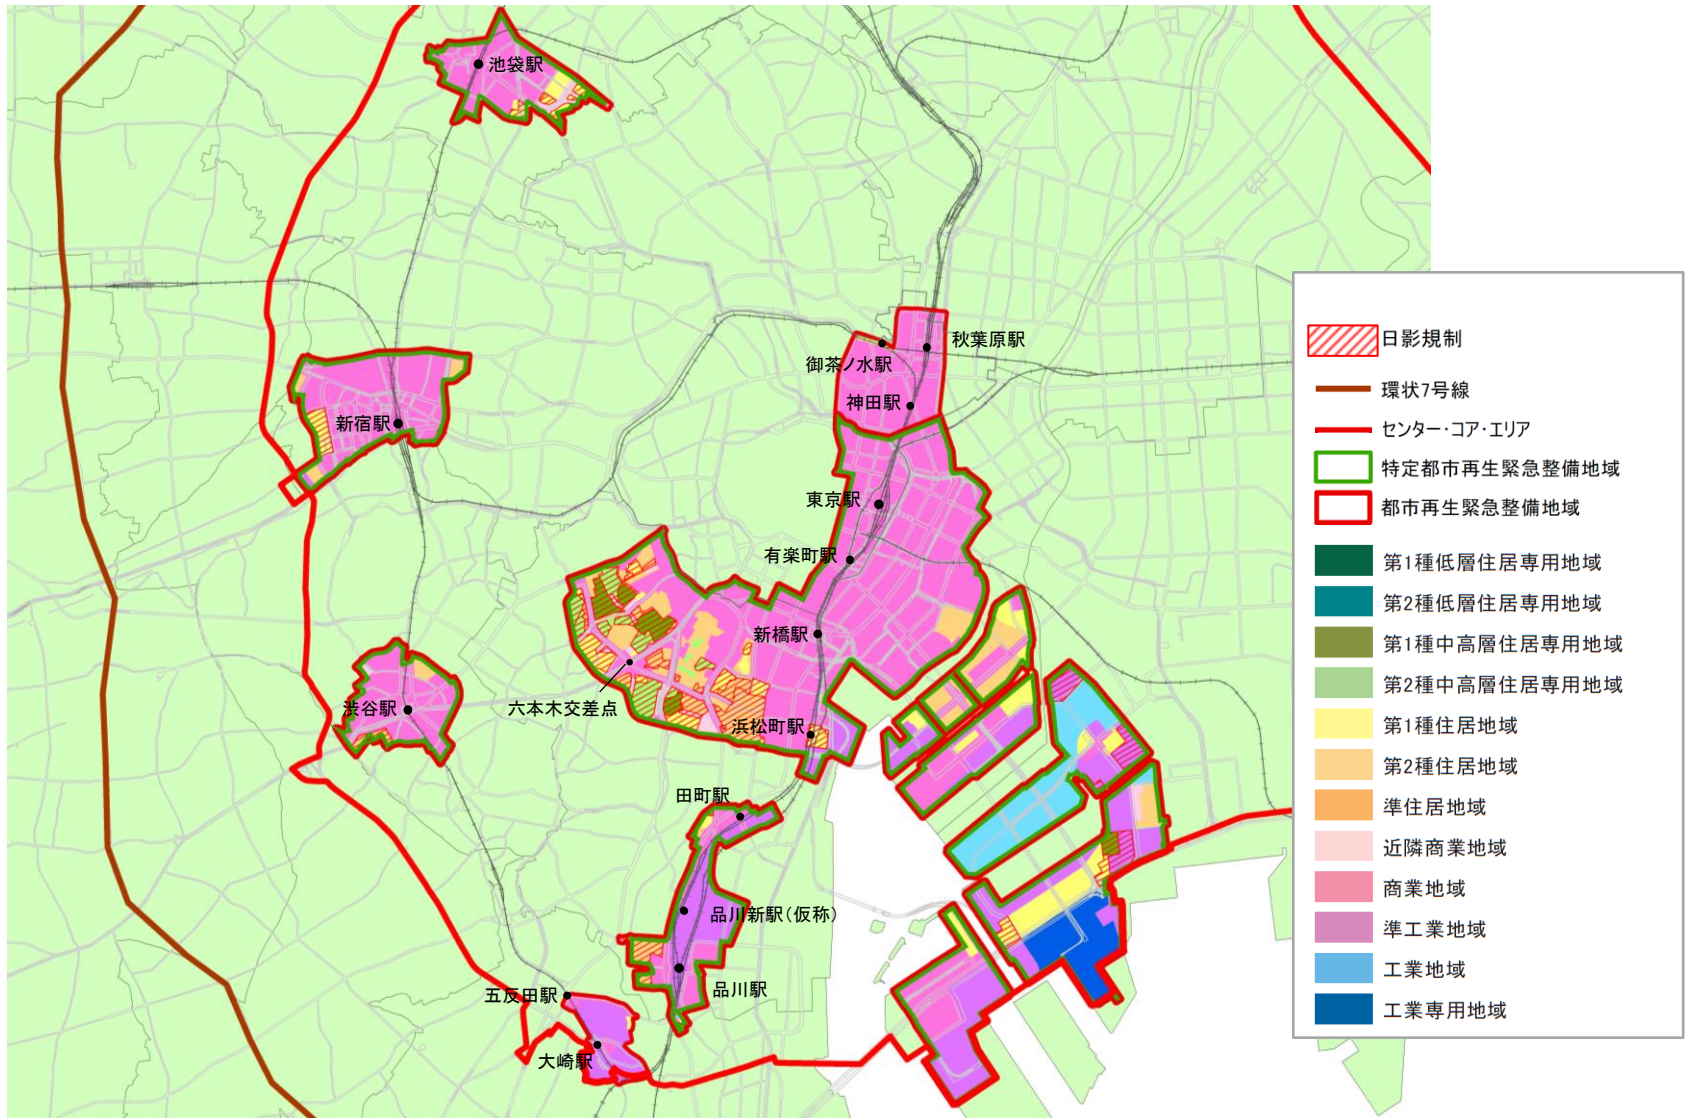 池袋駅
秋葉原駅
御茶ノ水駅
神田駅
新宿駅
東京駅
有楽町駅
新橋駅
六本木交差点
渋谷駅
浜松町駅
田町駅
品川新駅(仮称)
品川駅
五反田駅
大崎駅
日影規制
環状7号線
センター・コア・エリア
特定都市再生緊急整備地域
都市再生緊急整備地域
第1種低層住居専用地域
第2種低層住居専用地域
第1種中高層住居専用地域
第2種中高層住居専用地域
第1種住居地域
第2種住居地域
準住居地域
近隣商業地域
商業地域
準工業地域
工業地域
工業専用地域